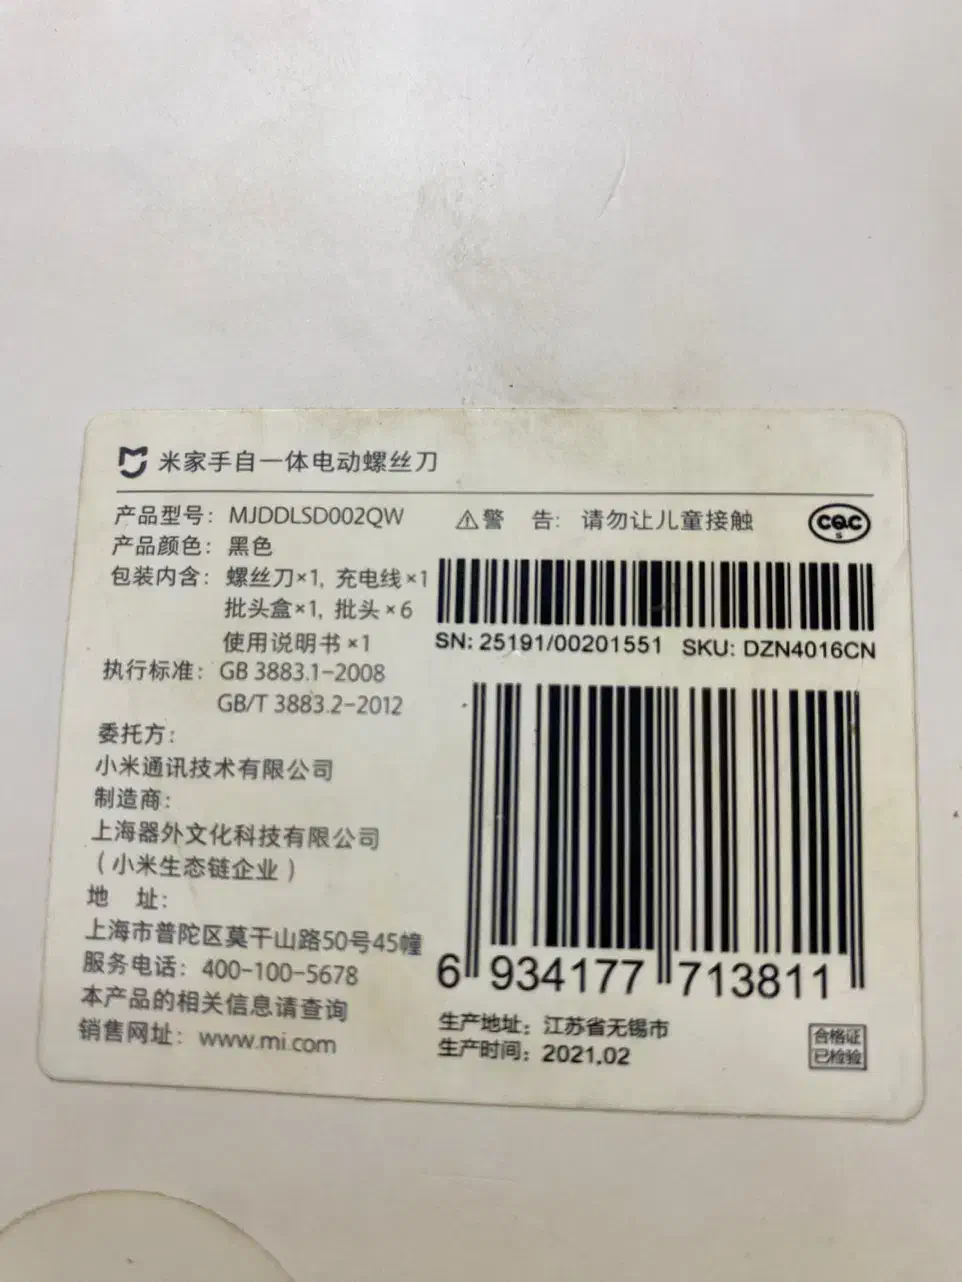 米家手自一体电动螺丝刀
产品型号：MJDDLSD002QW
产品颜色：黑色
包装内含：螺丝刀×1, 充电线×1
批头盒×1, 批头×6
使用说明书×1
执行标准：GB 3883.1-2008
GB/T 3883.2-2012
委托方：
小米通讯技术有限公司
制造商：
上海器外文化科技有限公司
（小米生态链企业）
地 址：
上海市普陀区莫干山路50号45幢
服务电话：400-100-5678
本产品的相关信息请查询
销售网址：www.mi.com
⚠警 告：请勿让儿童接触
CQC
S
SN: 25191/00201551 SKU: DZN4016CN
6 934177 713811
生产地址：江苏省无锡市
生产时间：2021.02
合格证
已检验